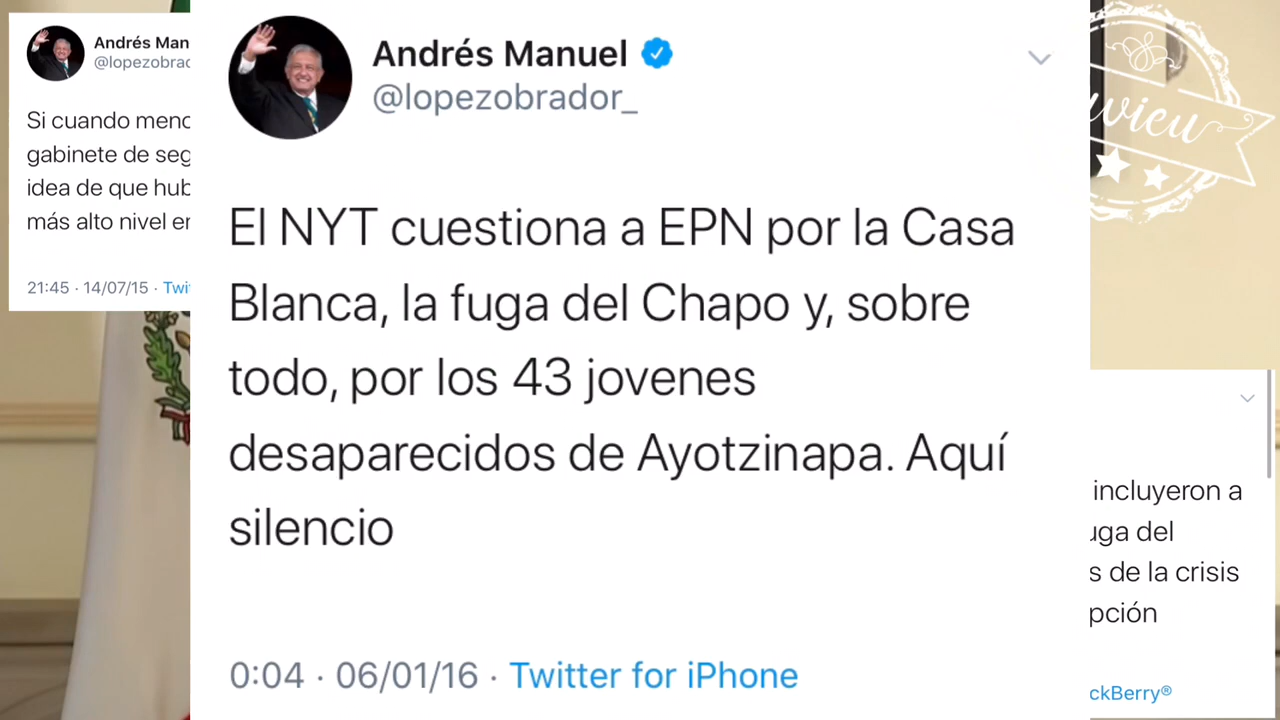 Andrés Man
@lopezobrad
Si cuando menc
gabinete de seg
idea de que hub
más alto nivel en
21:45 · 14/07/15 · Twi
Andrés Manuel
@lopezobrador_
El NYT cuestiona a EPN por la Casa
Blanca, la fuga del Chapo y, sobre
todo, por los 43 jovenes
desaparecidos de Ayotzinapa. Aquí
silencio
0:04 · 06/01/16 · Twitter for iPhone
incluyeron a
uga del
s de la crisis
pción
ckBerry®